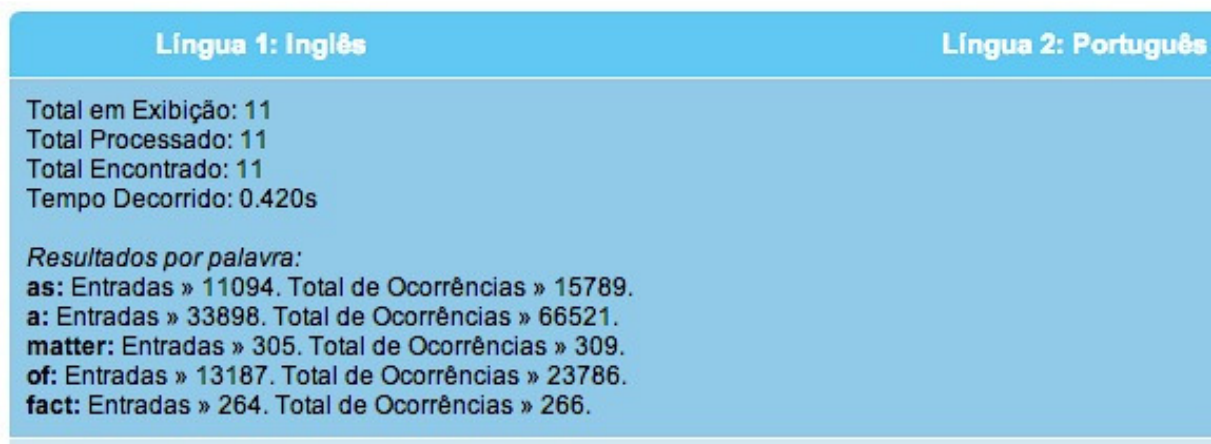 Língua 1: Inglês
Língua 2: Português
Total em Exibição: 11
Total Processado: 11
Total Encontrado: 11
Tempo Decorrido: 0.420s
Resultados por palavra:
as: Entradas » 11094. Total de Ocorrências » 15789.
a: Entradas » 33898. Total de Ocorrências » 66521.
matter: Entradas » 305. Total de Ocorrências » 309.
of: Entradas » 13187. Total de Ocorrências » 23786.
fact: Entradas » 264. Total de Ocorrências » 266.